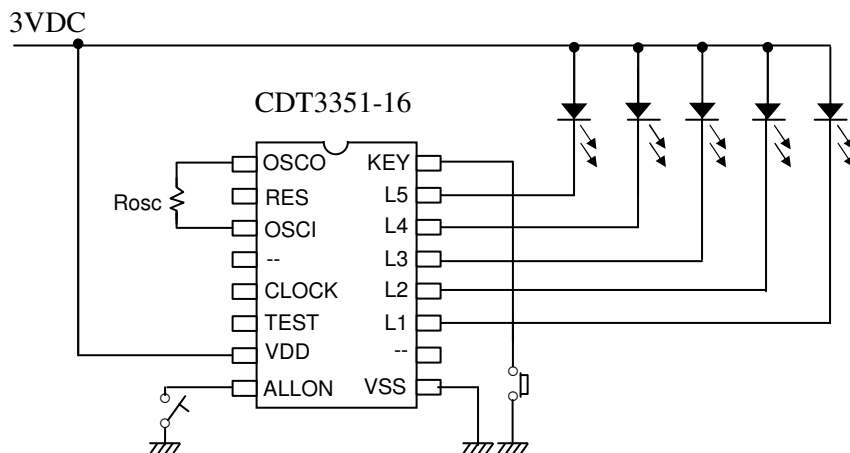 3VDC
CDT3351-16
OSCO KEY
RES L5
Rosc
OSCI L4
-- L3
CLOCK L2
TEST L1
VDD --
ALLON VSS